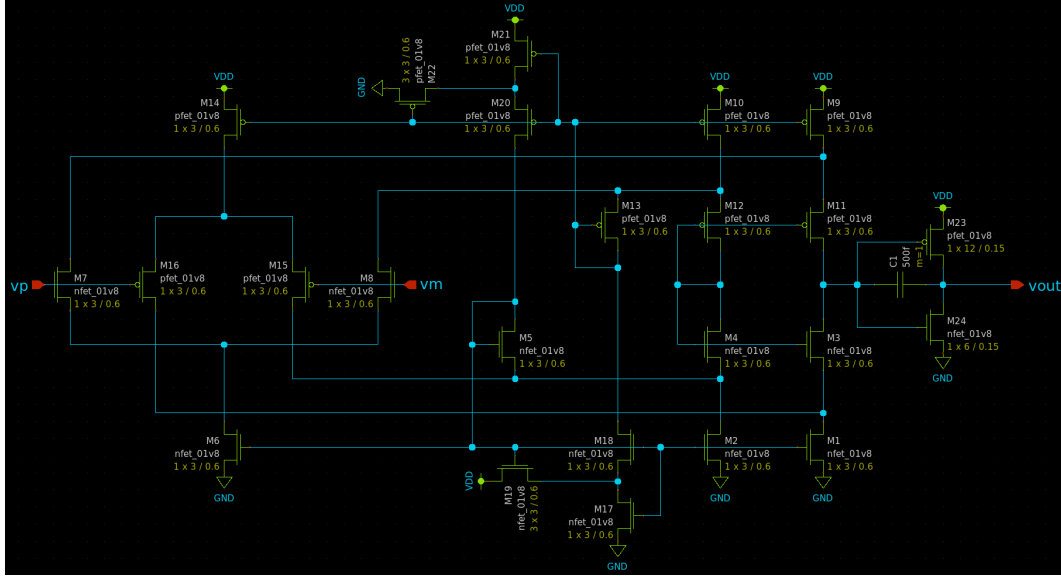 VDD
M21
pfet_01v8
1 x 3 / 0.6
3 x 3 / 0.6
pfet_01v8
M22
GND
VDD
M14
pfet_01v8
1 x 3 / 0.6
M20
pfet_01v8
1 x 3 / 0.6
VDD
M10
pfet_01v8
1 x 3 / 0.6
VDD
M9
pfet_01v8
1 x 3 / 0.6
M13
pfet_01v8
1 x 3 / 0.6
M12
pfet_01v8
1 x 3 / 0.6
M11
pfet_01v8
1 x 3 / 0.6
VDD
M23
pfet_01v8
1 x 12 / 0.15
C1
500f
m=1
vp
M7
nfet_01v8
1 x 3 / 0.6
M16
pfet_01v8
1 x 3 / 0.6
M15
pfet_01v8
1 x 3 / 0.6
M8
nfet_01v8
1 x 3 / 0.6
vm
vout
M5
nfet_01v8
1 x 3 / 0.6
M4
nfet_01v8
1 x 3 / 0.6
M3
nfet_01v8
1 x 3 / 0.6
M24
nfet_01v8
1 x 6 / 0.15
GND
M6
nfet_01v8
1 x 3 / 0.6
GND
M18
nfet_01v8
1 x 3 / 0.6
M2
nfet_01v8
1 x 3 / 0.6
GND
M1
nfet_01v8
1 x 3 / 0.6
GND
VDD
M19
nfet_01v8
3 x 3 / 0.6
M17
nfet_01v8
1 x 3 / 0.6
GND